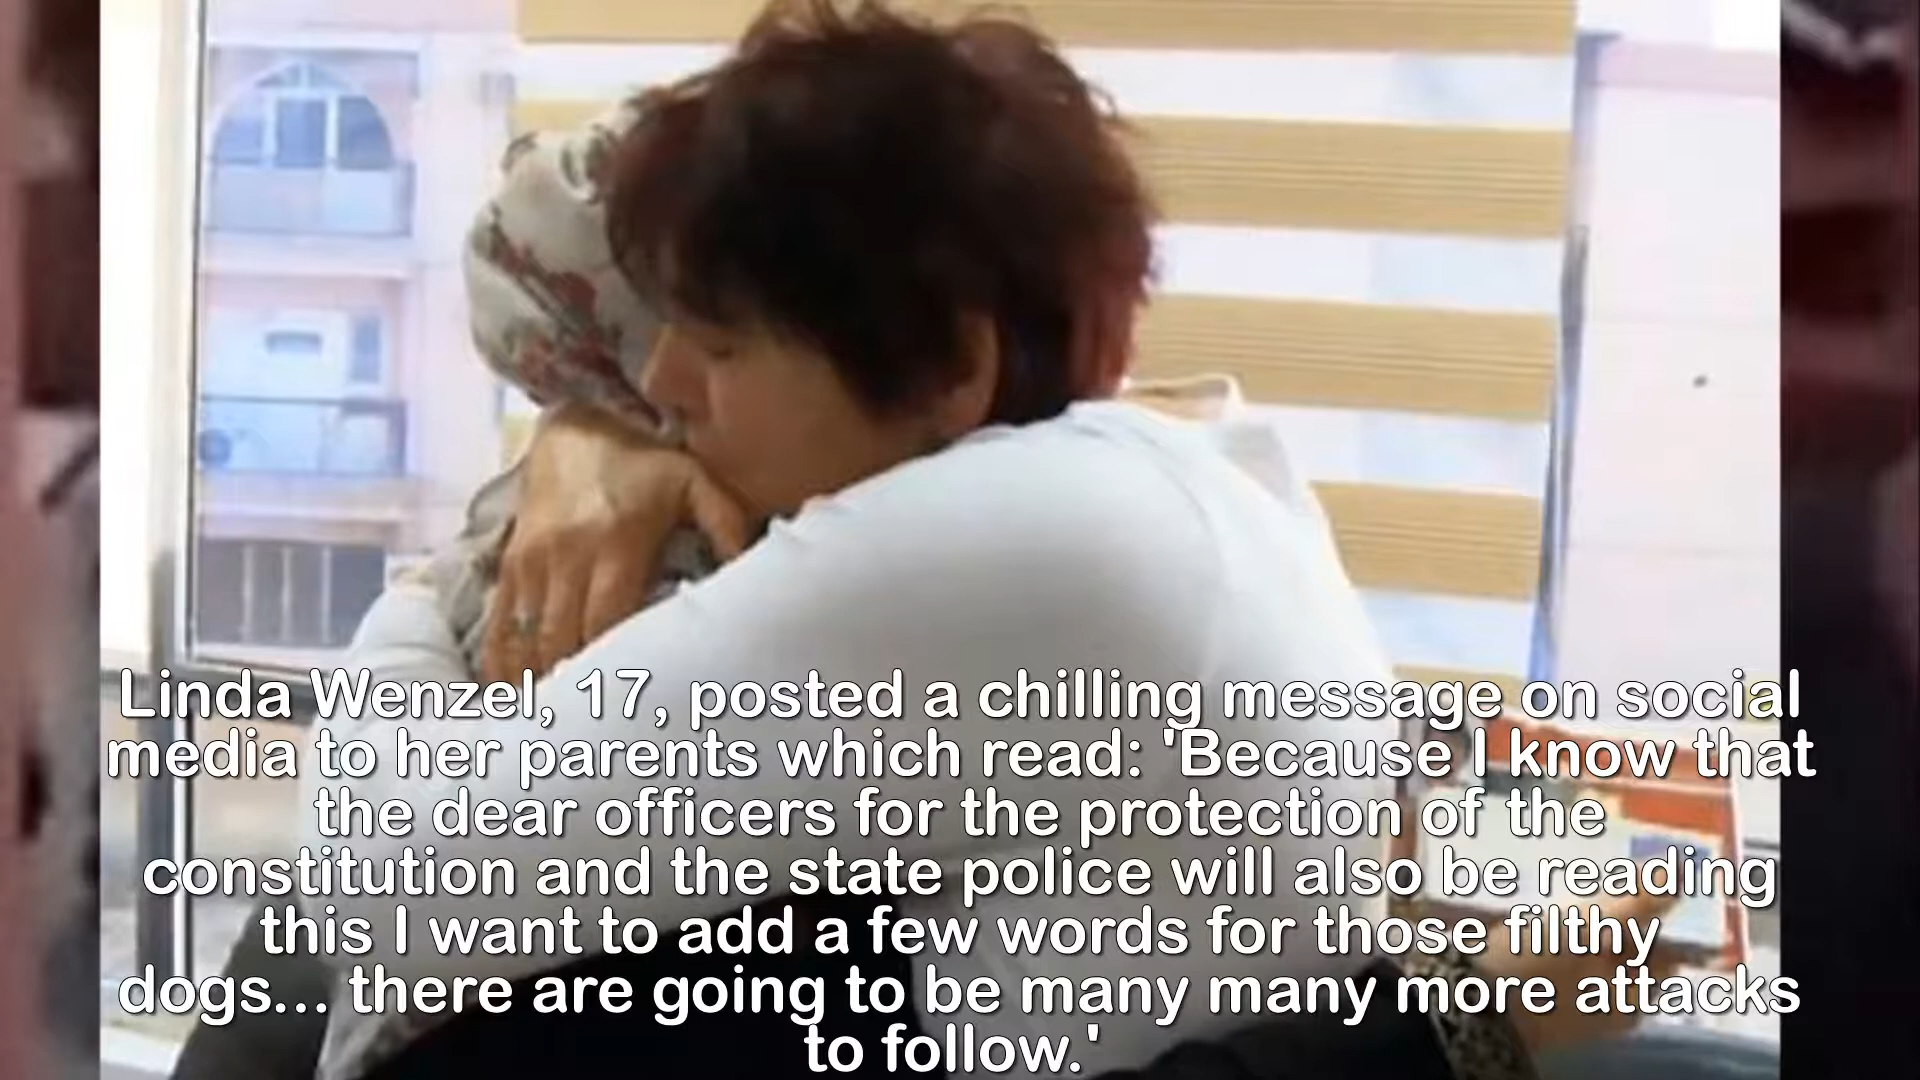 Linda Wenzel, 17, posted a chilling message on social
media to her parents which read: 'Because I know that
the dear officers for the protection of the
constitution and the state police will also be reading
this I want to add a few words for those filthy
dogs... there are going to be many many more attacks
to follow.'